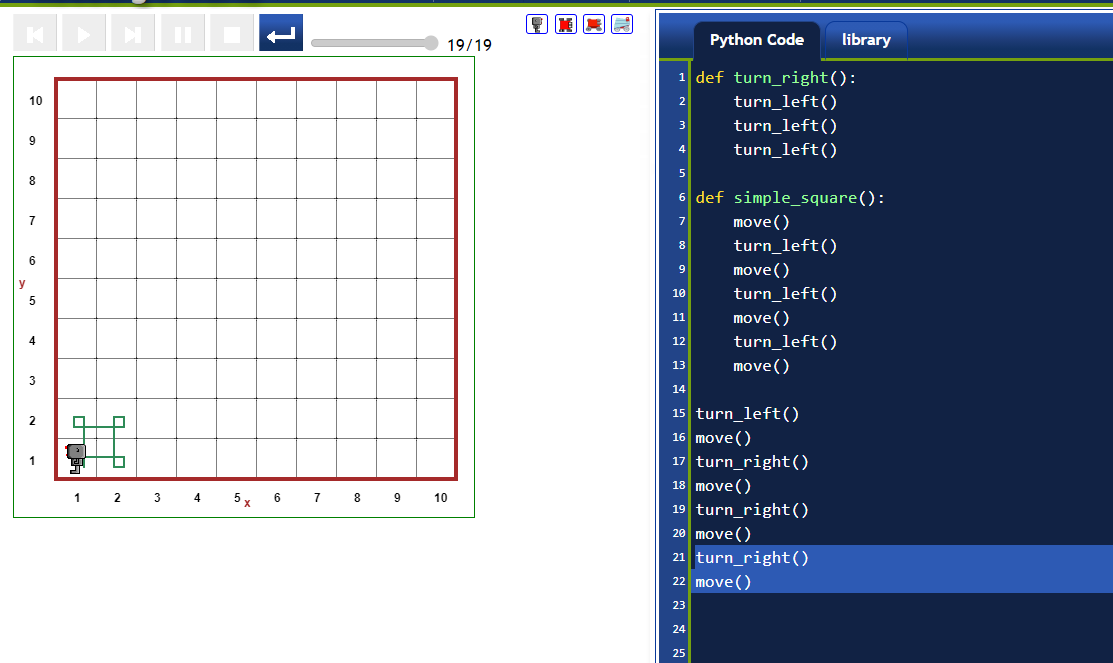 19/19
10
9
8
7
6
y
5
4
3
2
1
1 2 3 4 5 x 6 7 8 9 10
Python Code library
1 def turn_right():
2 turn_left()
3 turn_left()
4 turn_left()
5
6 def simple_square():
7 move()
8 turn_left()
9 move()
10 turn_left()
11 move()
12 turn_left()
13 move()
14
15 turn_left()
16 move()
17 turn_right()
18 move()
19 turn_right()
20 move()
21 turn_right()
22 move()
23
24
25